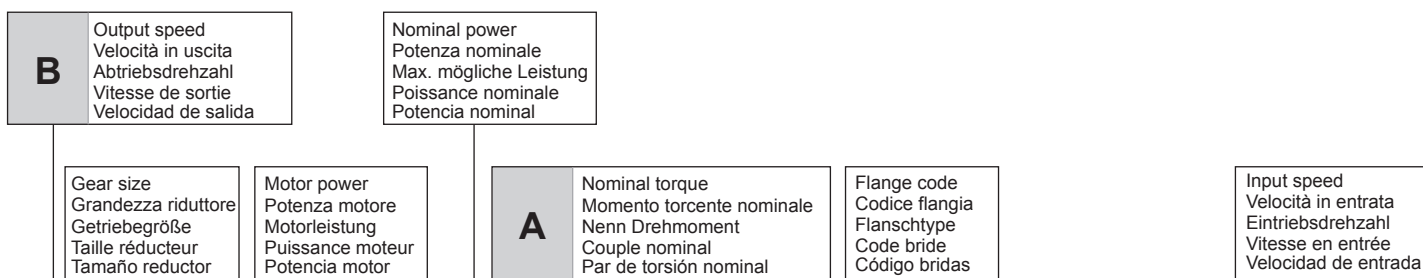 B
Output speed
Velocità in uscita
Abtriebsdrehzahl
Vitesse de sortie
Velocidad de salida
Nominal power
Potenza nominale
Max. mögliche Leistung
Poissance nominale
Potencia nominal
Gear size
Grandezza riduttore
Getriebegröße
Taille réducteur
Tamaño reductor
Motor power
Potenza motore
Motorleistung
Puissance moteur
Potencia motor
A
Nominal torque
Momento torcente nominale
Nenn Drehmoment
Couple nominal
Par de torsión nominal
Flange code
Codice flangia
Flanschtype
Code bride
Código bridas
Input speed
Velocità in entrata
Eintriebsdrehzahl
Vitesse en entrée
Velocidad de entrada